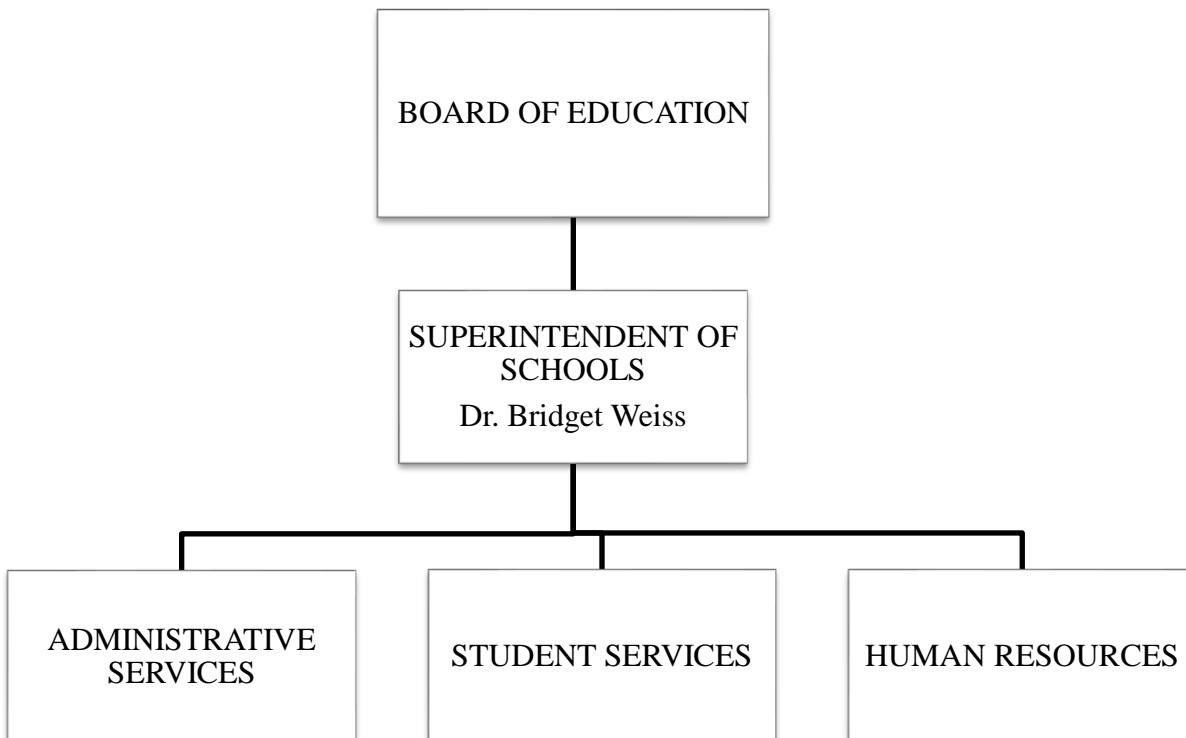 BOARD OF EDUCATION
SUPERINTENDENT OF
SCHOOLS
Dr. Bridget Weiss
ADMINISTRATIVE
SERVICES
STUDENT SERVICES
HUMAN RESOURCES